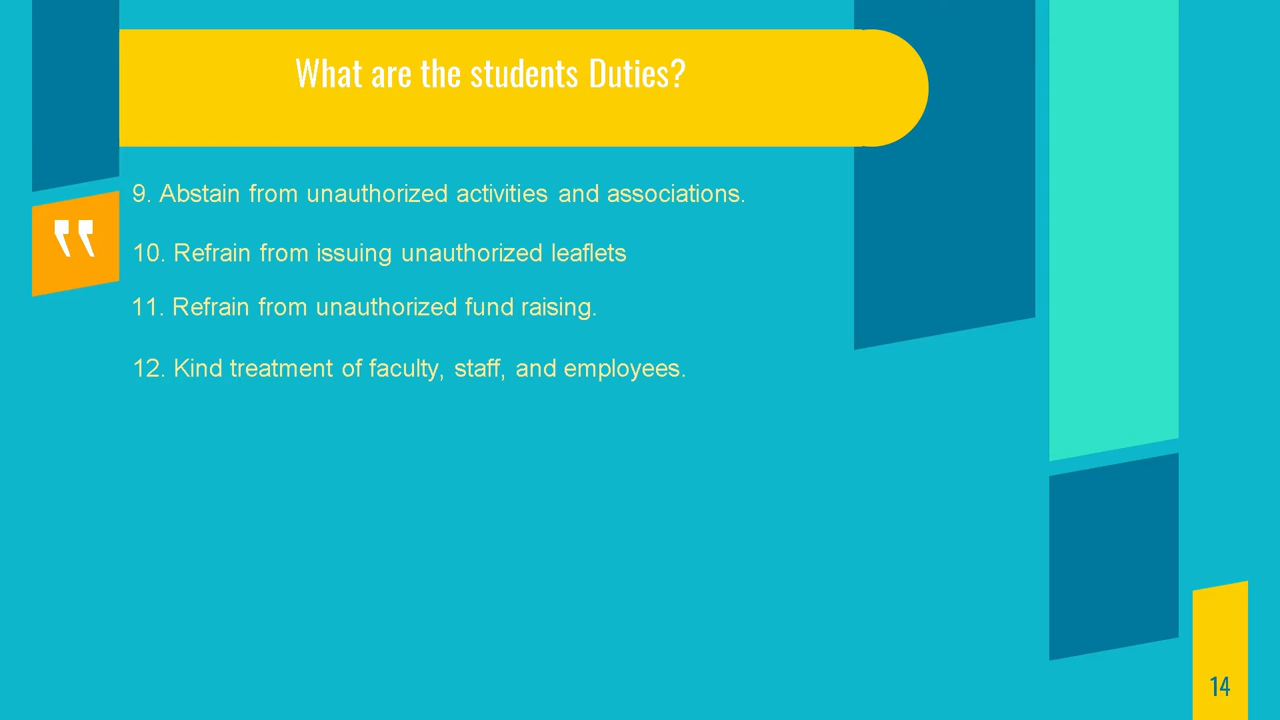 What are the students Duties?
9. Abstain from unauthorized activities and associations.
10. Refrain from issuing unauthorized leaflets
11. Refrain from unauthorized fund raising.
12. Kind treatment of faculty, staff, and employees.
14